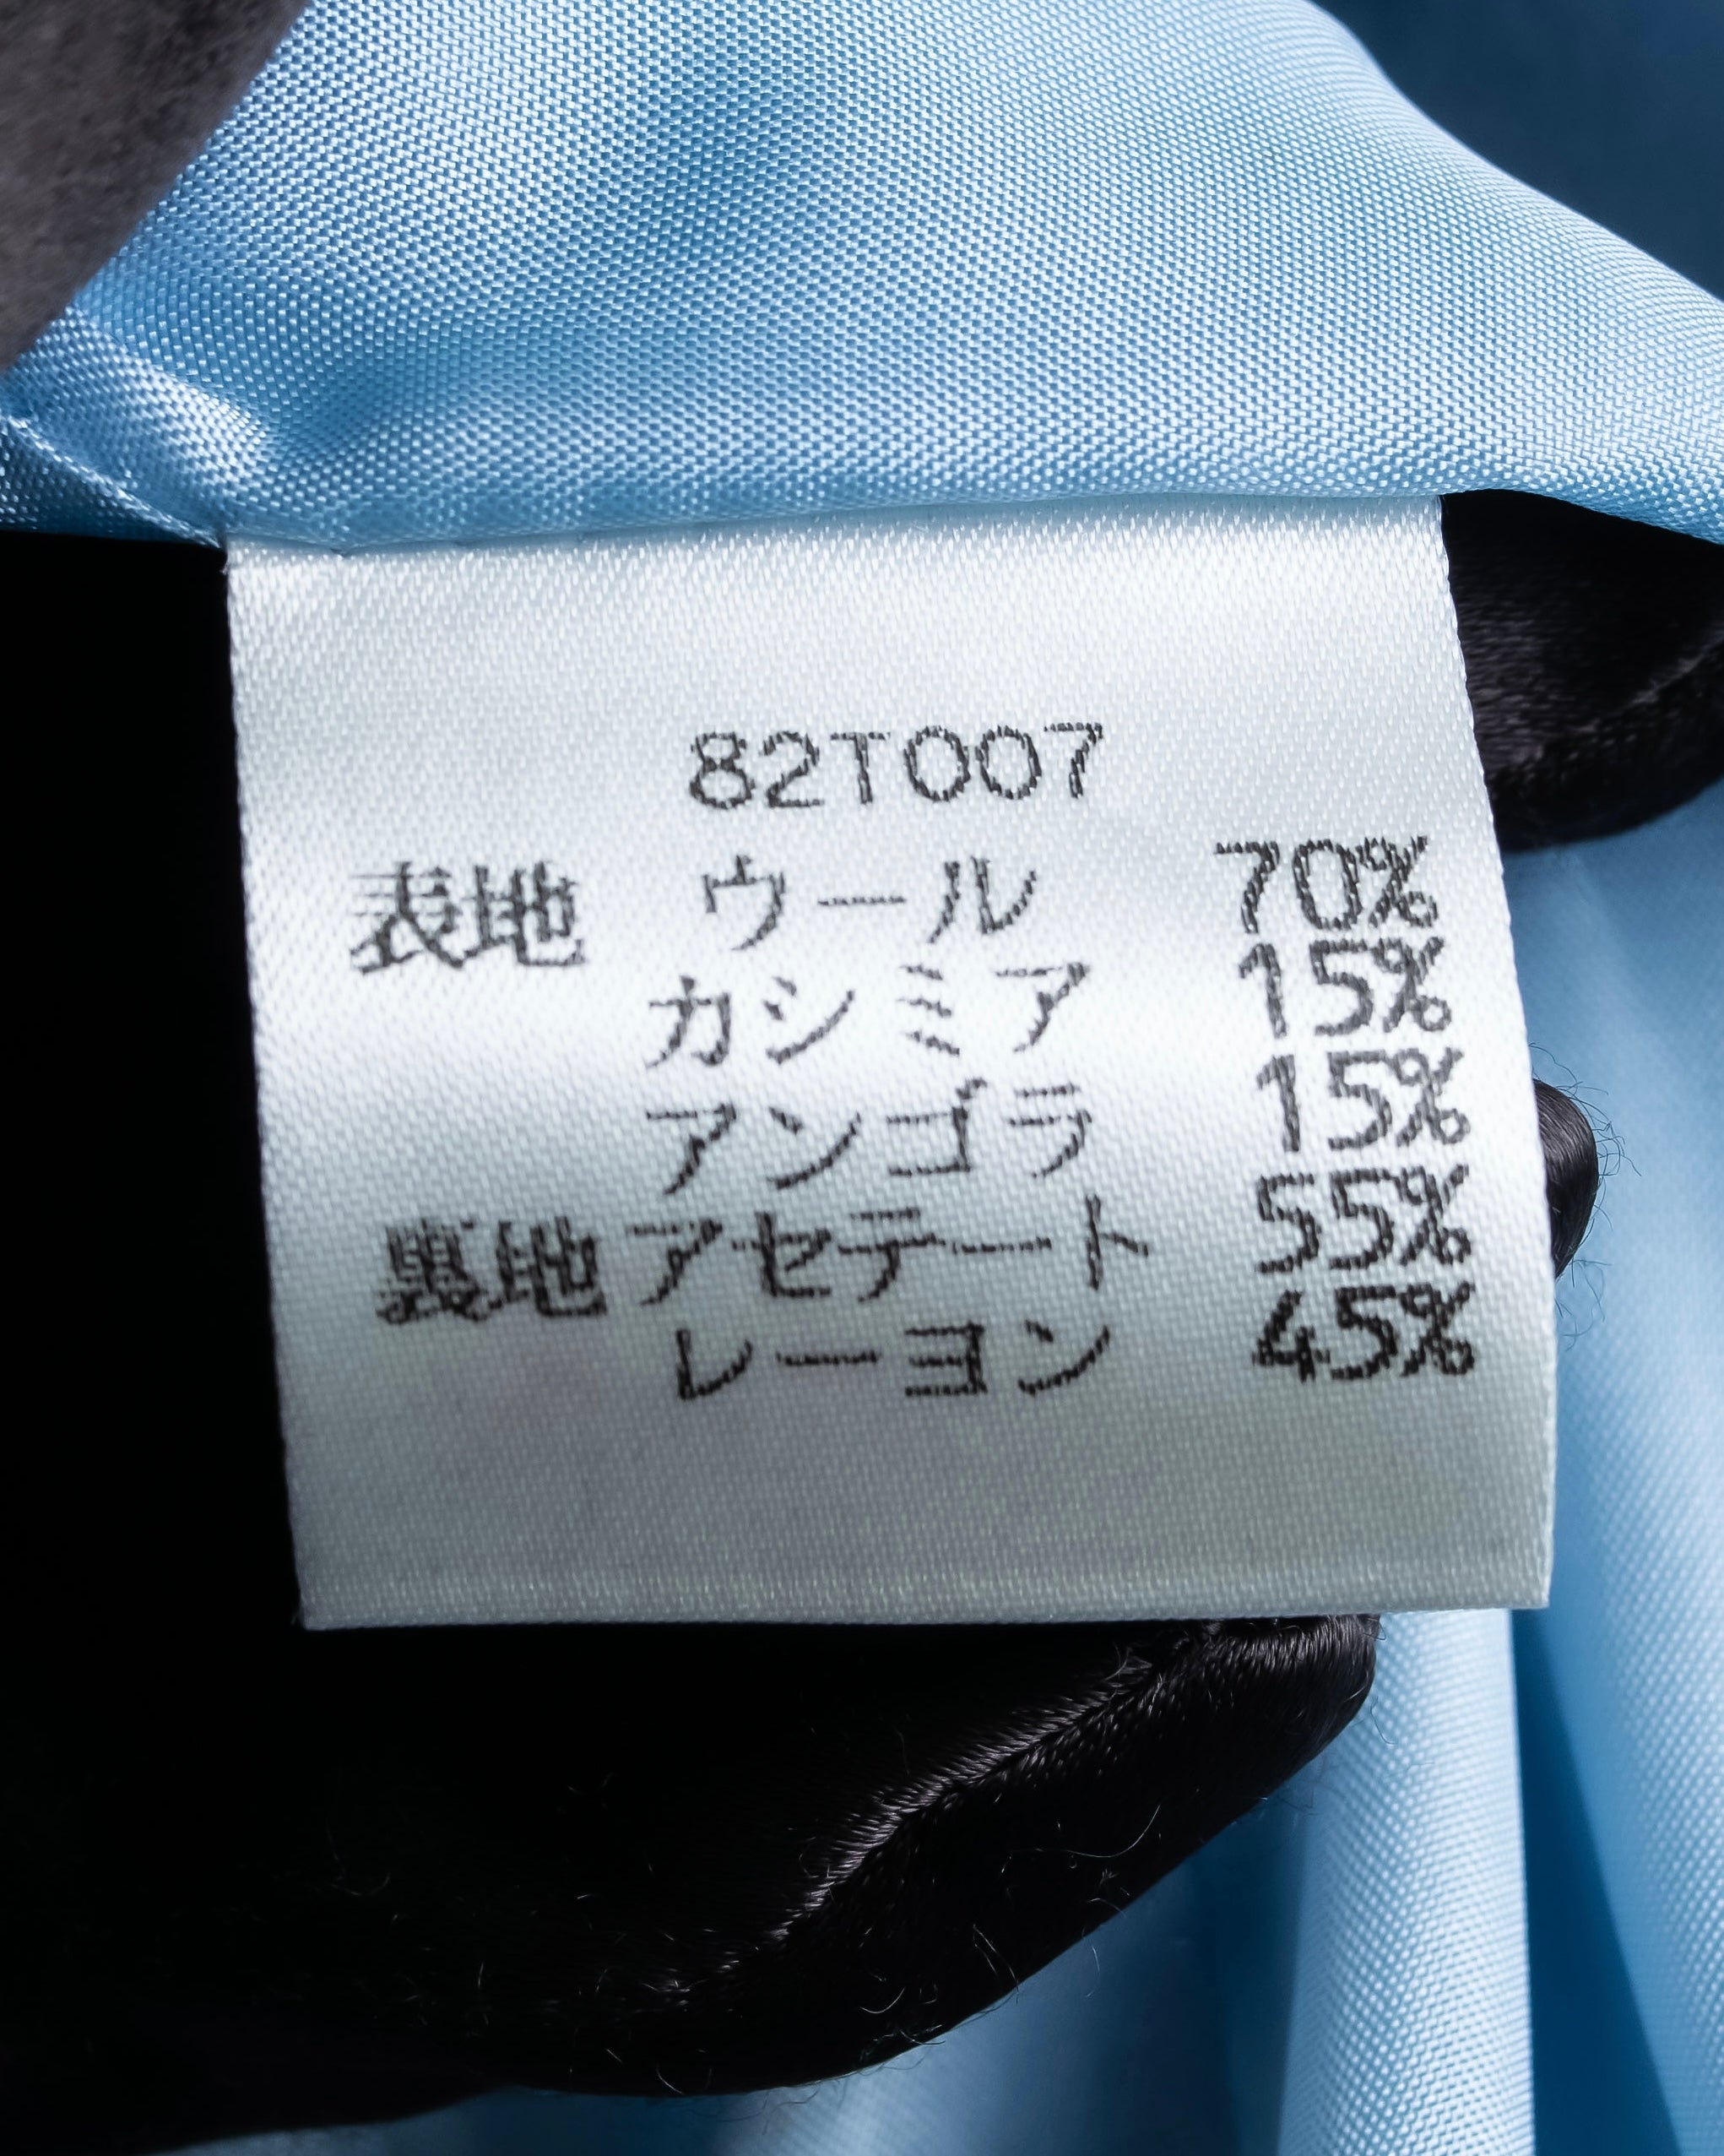 82T007
表地 ウール 70%
カシミア 15%
アンゴラ 15%
裏地 アセテート 55%
レーヨン 45%